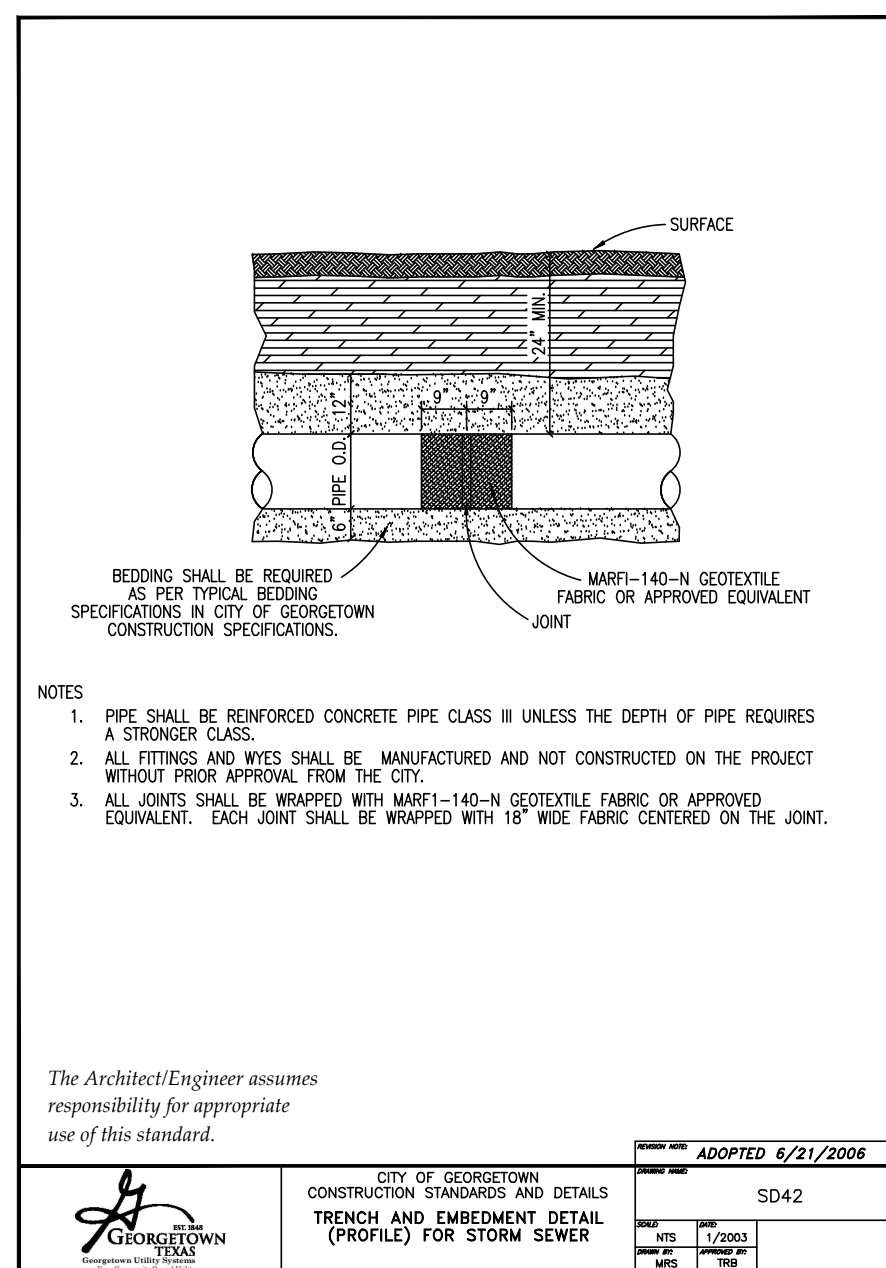 SURFACE
24" MIN.
9" 9"
12"
PIPE O.D.
6"
BEDDING SHALL BE REQUIRED
AS PER TYPICAL BEDDING
SPECIFICATIONS IN CITY OF GEORGETOWN
CONSTRUCTION SPECIFICATIONS.
MARFI-140-N GEOTEXTILE
FABRIC OR APPROVED EQUIVALENT
JOINT
NOTES
1. PIPE SHALL BE REINFORCED CONCRETE PIPE CLASS III UNLESS THE DEPTH OF PIPE REQUIRES
A STRONGER CLASS.
2. ALL FITTINGS AND WYES SHALL BE MANUFACTURED AND NOT CONSTRUCTED ON THE PROJECT
WITHOUT PRIOR APPROVAL FROM THE CITY.
3. ALL JOINTS SHALL BE WRAPPED WITH MARF1-140-N GEOTEXTILE FABRIC OR APPROVED
EQUIVALENT. EACH JOINT SHALL BE WRAPPED WITH 18" WIDE FABRIC CENTERED ON THE JOINT.
The Architect/Engineer assumes
responsibility for appropriate
use of this standard.
REVISION NOTE:
ADOPTED 6/21/2006
EST. 1848
GEORGETOWN
TEXAS
Georgetown Utility Systems
CITY OF GEORGETOWN
CONSTRUCTION STANDARDS AND DETAILS
TRENCH AND EMBEDMENT DETAIL
(PROFILE) FOR STORM SEWER
DRAWING NAME:
SD42
SCALE: DATE:
NTS 1/2003
DRAWN BY: APPROVED BY:
MRS TRB